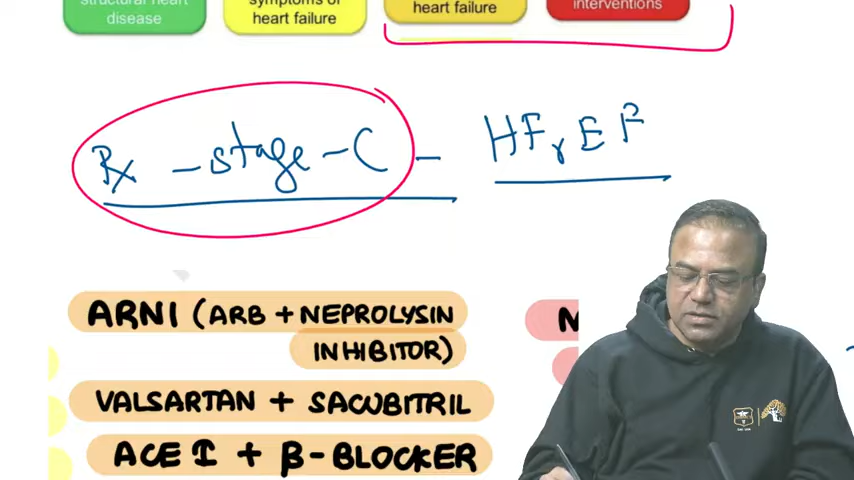 structural heart
disease
symptoms of
heart failure
heart failure
interventions
Rx - stage - C - HFrEF
ARNI (ARB + NEPROLYSIN
INHIBITOR)
VALSARTAN + SACUBITRIL
ACE I + β-BLOCKER